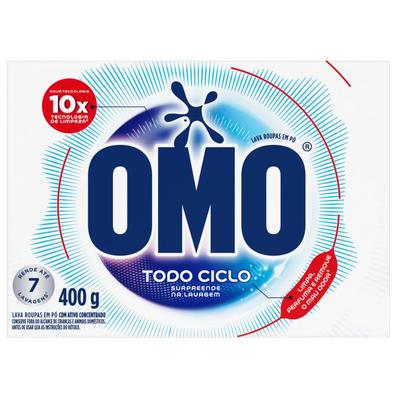 NOVA TECNOLOGIA
10x
TECNOLOGIA
DE LIMPEZA*
LAVA ROUPAS EM PÓ
OMO®
TODO CICLO
SURPREENDE
NA LAVAGEM
LIMPAR,
PERFUMA E REMOVE
O MAU ODOR*
RENDE ATÉ
7
LAVAGENS
400 g
LAVA ROUPAS EM PÓ COM ATIVO CONCENTRADO
CONSERVE FORA DO ALCANCE DE CRIANÇAS E ANIMAIS DOMÉSTICOS.
ANTES DE USAR LEIA AS INSTRUÇÕES DO RÓTULO.